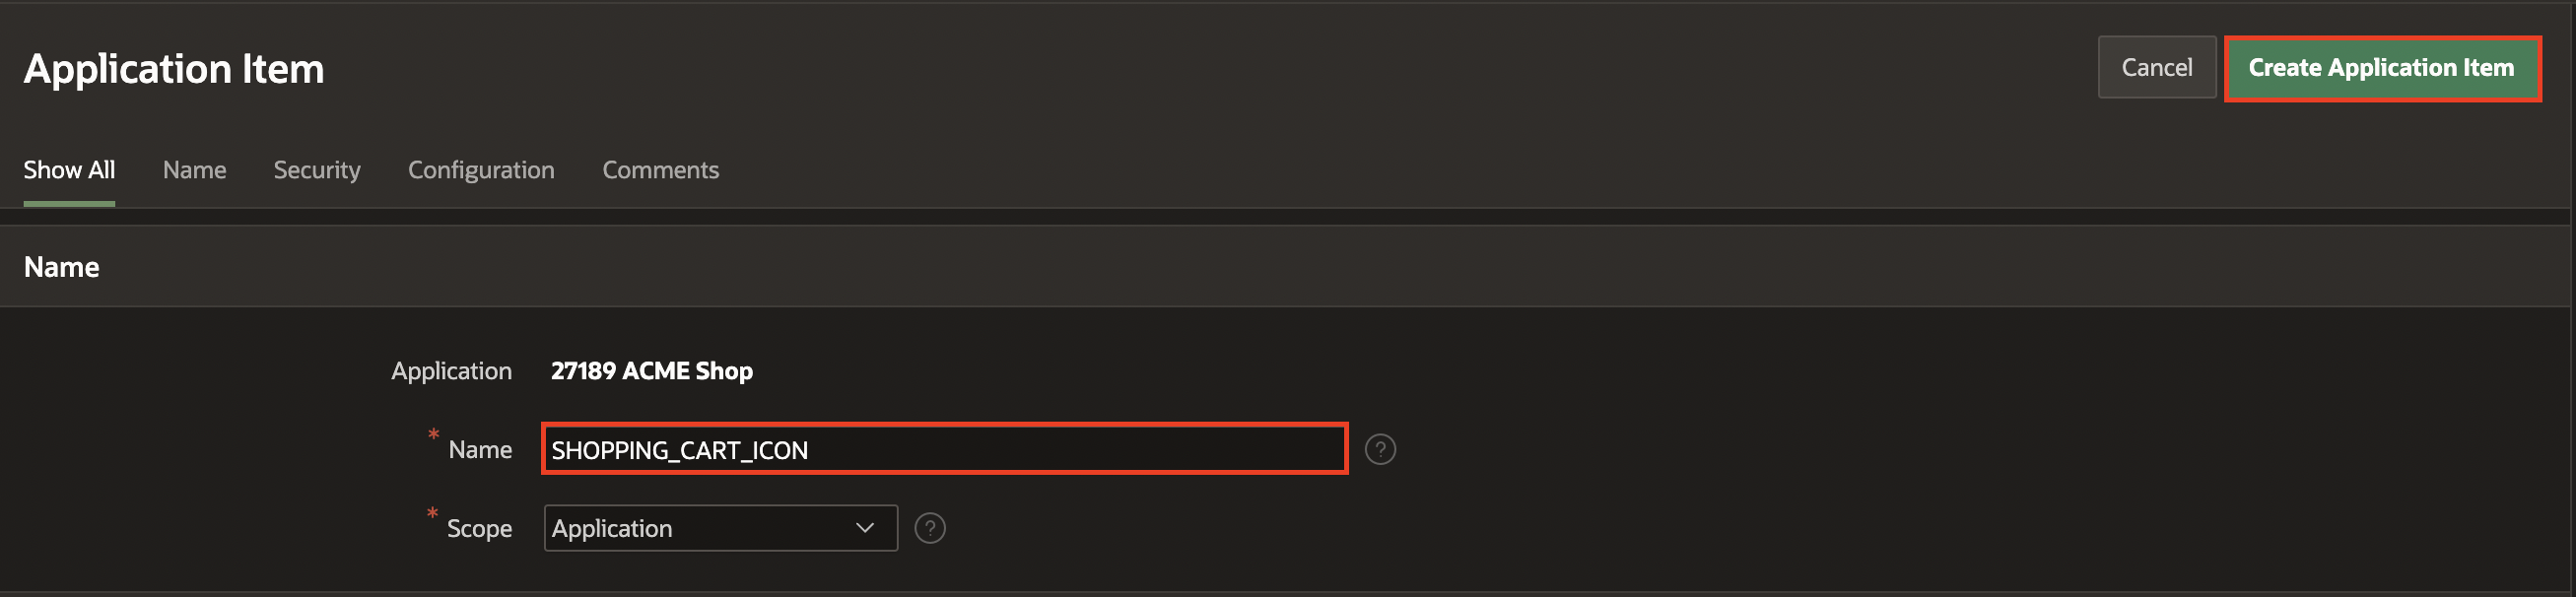 Application Item
Cancel
Create Application Item
Show All
Name
Security
Configuration
Comments
Name
Application
27189 ACME Shop
* Name
SHOPPING_CART_ICON
?
* Scope
Application
?